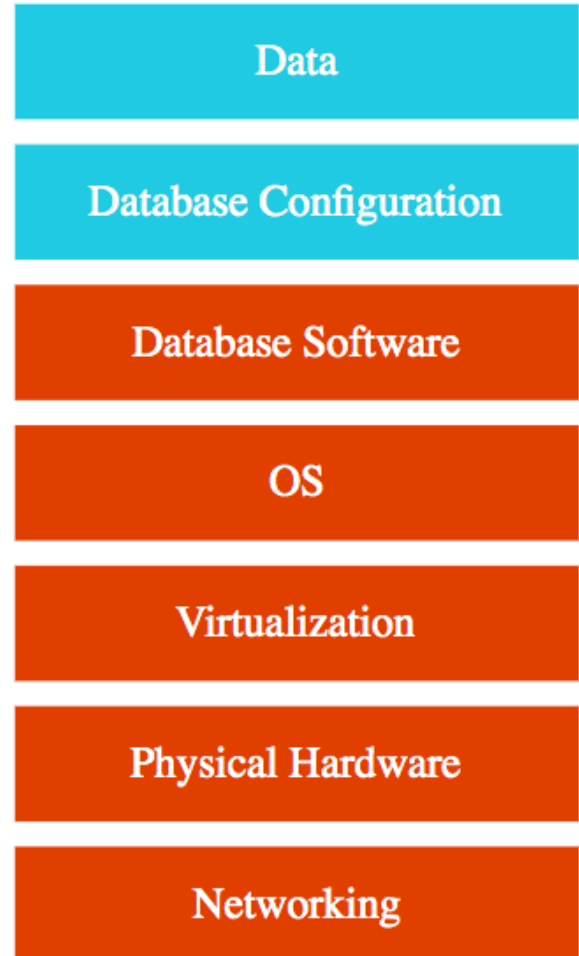 Data
Database Configuration
Database Software
OS
Virtualization
Physical Hardware
Networking